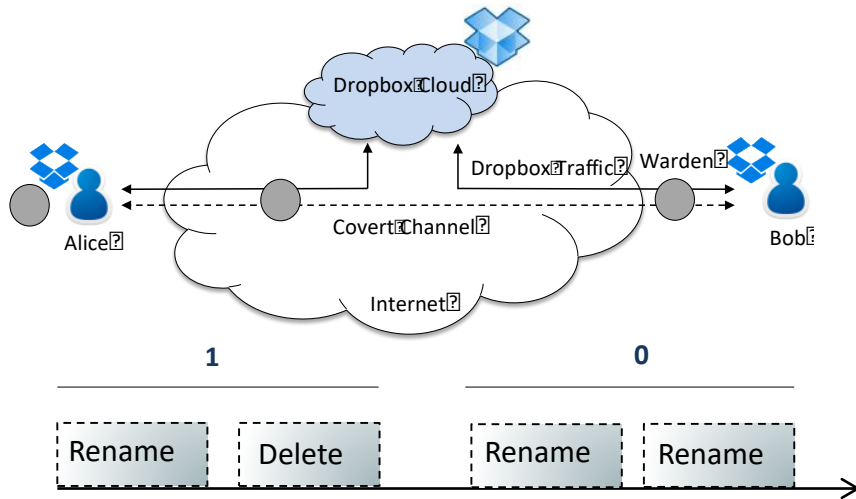 Dropbox Cloud
Dropbox Traffic
Warden
Alice
Covert Channel
Bob
Internet
1
0
Rename
Delete
Rename
Rename